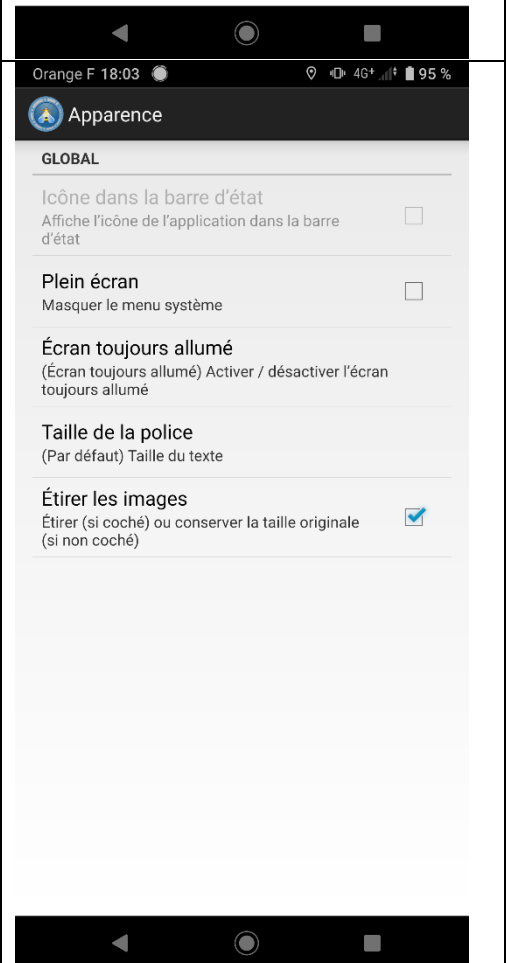 Orange F 18:03 4G+ 95 %
Apparence
GLOBAL
Icône dans la barre d’état
Affiche l’icône de l’application dans la barre
d’état
Plein écran
Masquer le menu système
Écran toujours allumé
(Écran toujours allumé) Activer / désactiver l’écran
toujours allumé
Taille de la police
(Par défaut) Taille du texte
Étirer les images
Étirer (si coché) ou conserver la taille originale
(si non coché)